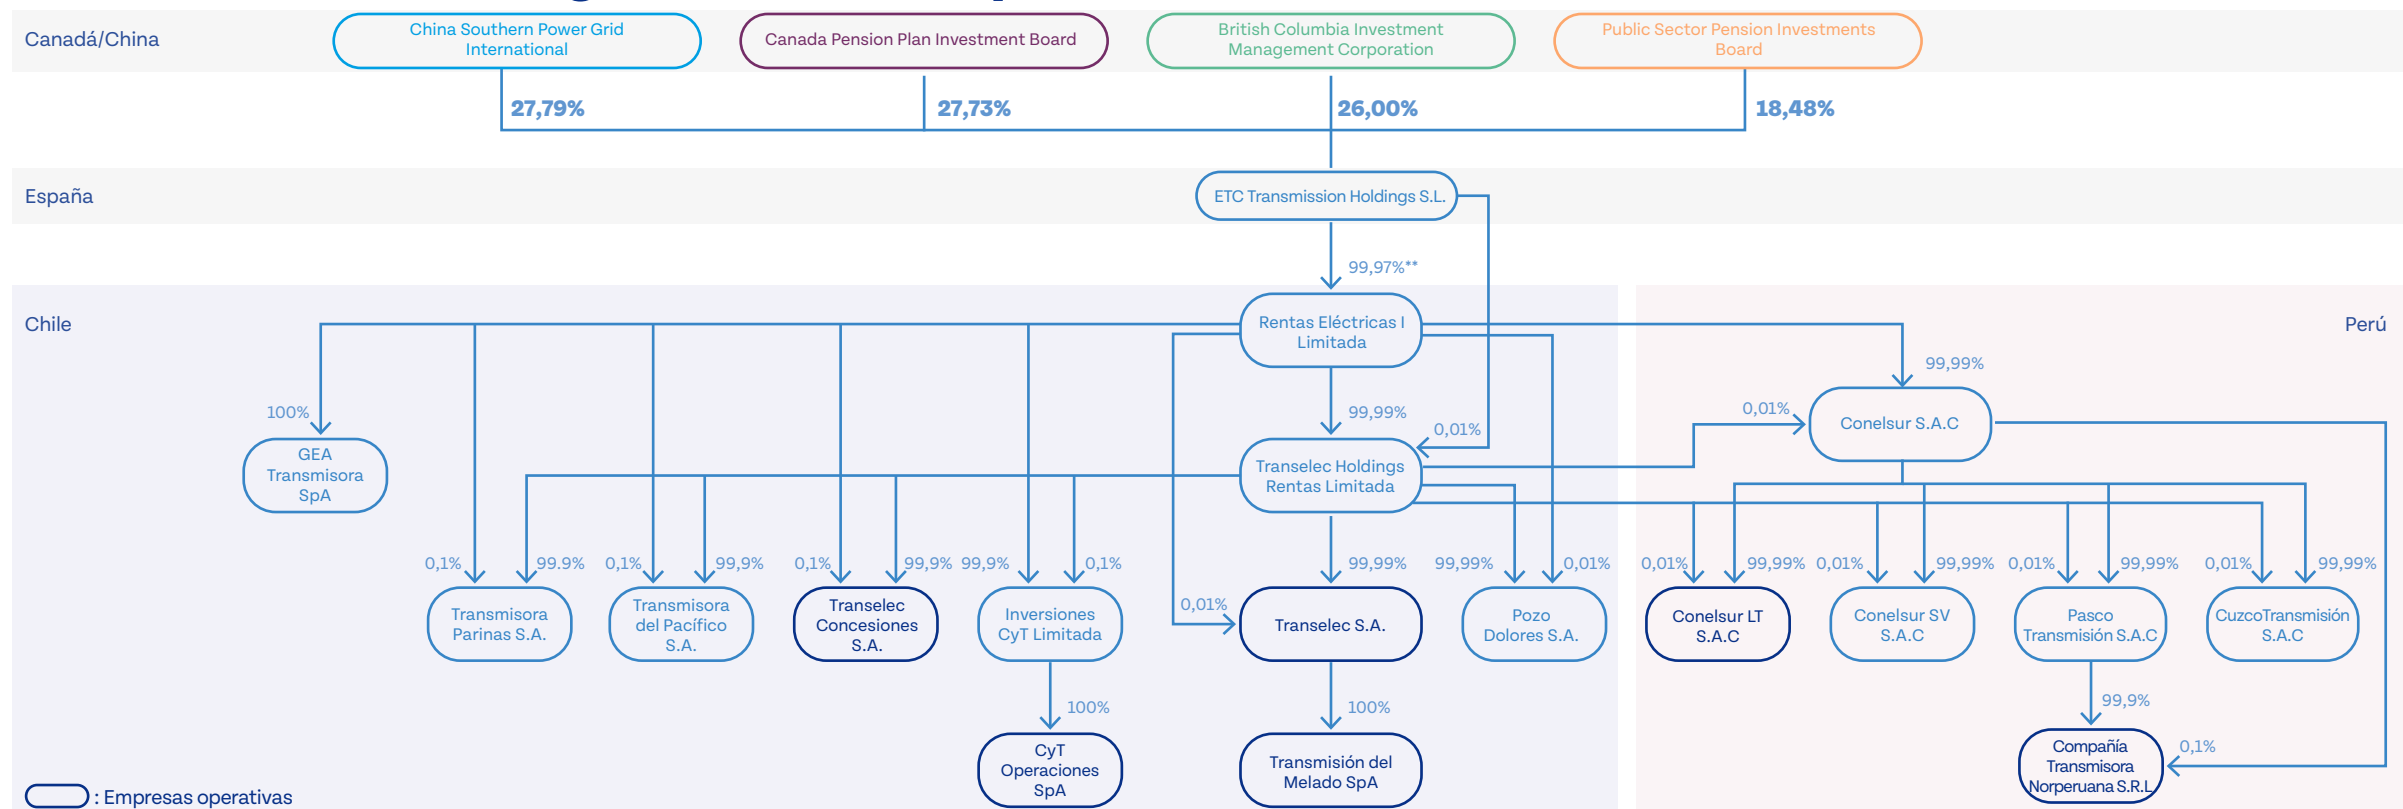 Canadá/China
China Southern Power Grid
International
Canada Pension Plan Investment Board
British Columbia Investment
Management Corporation
Public Sector Pension Investments
Board
27,79%
27,73%
26,00%
18,48%
España
ETC Transmission Holdings S.L.
99,97%**
Chile
Rentas Eléctricas I
Limitada
Perú
99,99%
100%
99,99%
0,01%
0,01%
Conelsur S.A.C
GEA
Transmisora
SpA
Transelec Holdings
Rentas Limitada
0,1%
99.9%
0,1%
99,9%
0,1%
99,9%
99,9%
0,1%
99,99%
99,99%
0,01%
0,01%
99,99%
0,01%
99,99%
0,01%
99,99%
0,01%
99,99%
Transmisora
Parinas S.A.
Transmisora
del Pacífico
S.A.
Transelec
Concesiones
S.A.
Inversiones
CyT Limitada
0,01%
Transelec S.A.
Pozo
Dolores S.A.
Conelsur LT
S.A.C
Conelsur SV
S.A.C
Pasco
Transmisión S.A.C
CuzcoTransmisión
S.A.C
100%
100%
99,9%
CyT
Operaciones
SpA
Transmisión del
Melado SpA
Compañía
Transmisora
Norperuana S.R.L
0,1%
: Empresas operativas